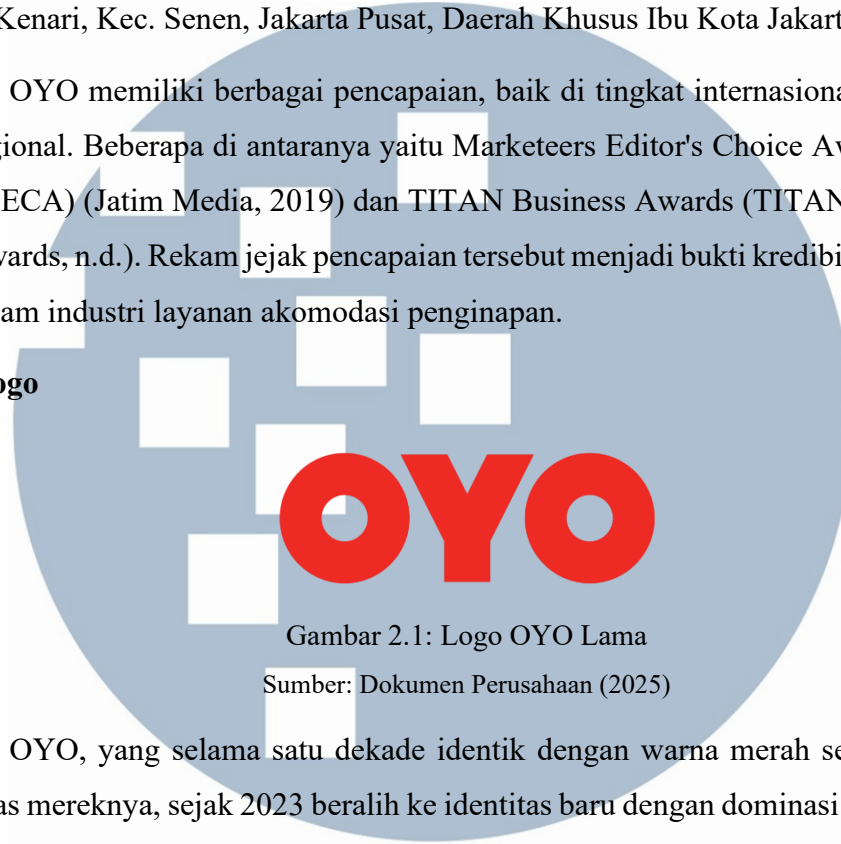 Kenari, Kec. Senen, Jakarta Pusat, Daerah Khusus Ibu Kota Jakart
OYO memiliki berbagai pencapaian, baik di tingkat internasiona
gional. Beberapa di antaranya yaitu Marketeers Editor's Choice Aw
ECA) (Jatim Media, 2019) dan TITAN Business Awards (TITAN
wards, n.d.). Rekam jejak pencapaian tersebut menjadi bukti kredibi
am industri layanan akomodasi penginapan.
ogo
OYO
Gambar 2.1: Logo OYO Lama
Sumber: Dokumen Perusahaan (2025)
OYO, yang selama satu dekade identik dengan warna merah se
as mereknya, sejak 2023 beralih ke identitas baru dengan dominasi